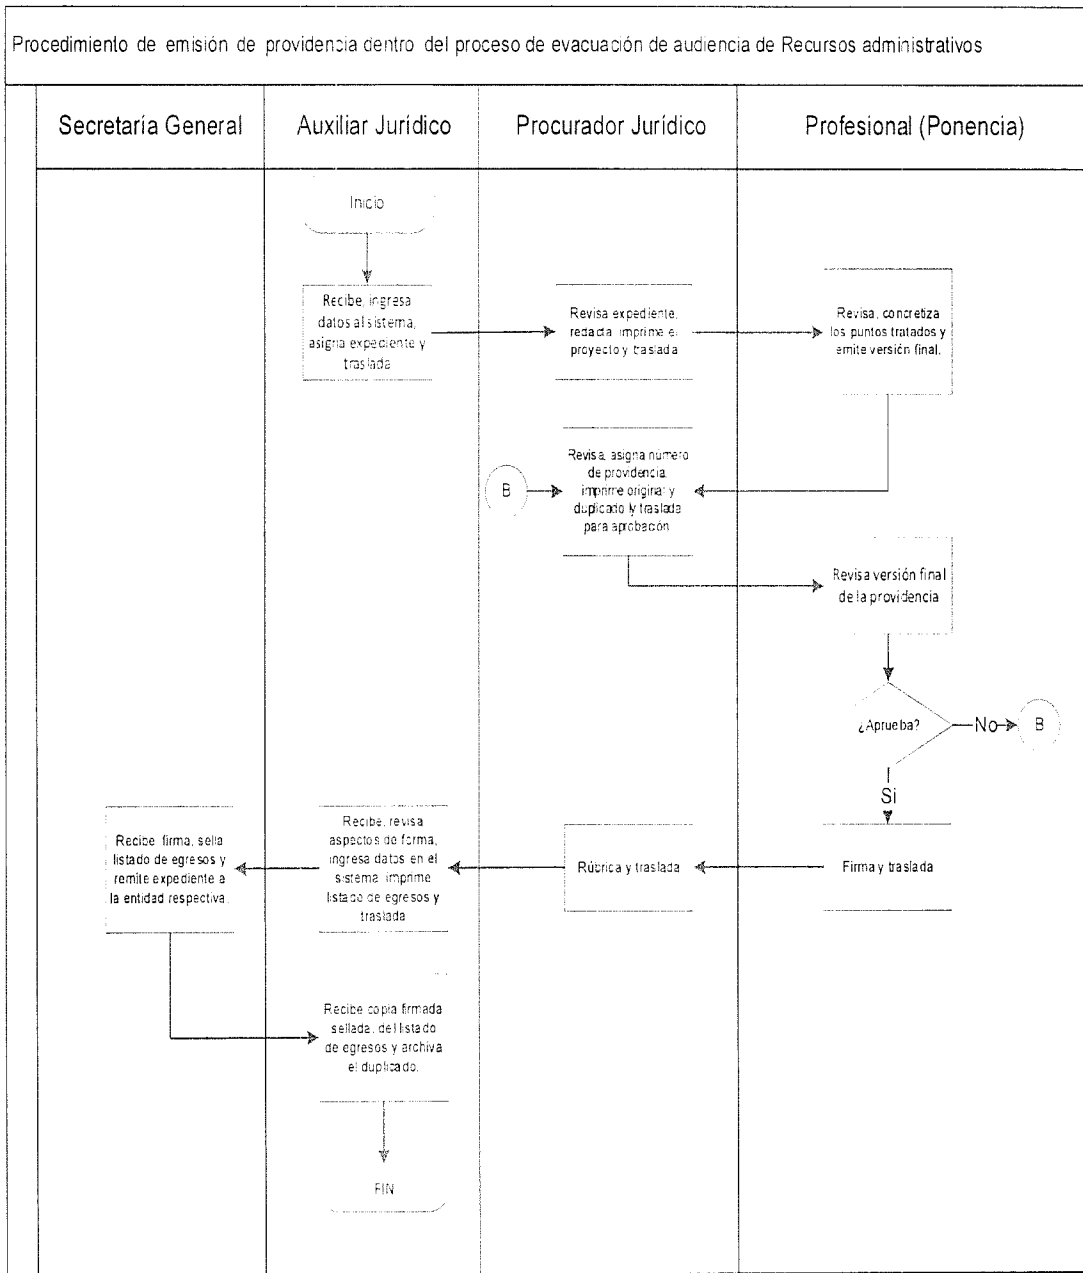 Procedimiento de emisión de providencia dentro del proceso de evacuación de audiencia de Recursos administrativos
Secretaría General
Auxiliar Jurídico
Procurador Jurídico
Profesional (Ponencia)
Inicio
Recibe, ingresa
datos al sistema,
asigna expediente y
traslada
Revisa expediente,
redacta, imprime el
proyecto y traslada
Revisa, concretiza
los puntos tratados y
emite versión final.
B
Revisa, asigna número
de providencia,
imprime original y
duplicado ly traslada
para aprobación
Revisa versión final
de la providencia
¿Aprueba?
No
B
Si
Recibe, firma, sella
listado de egresos y
remite expediente a
la entidad respectiva.
Recibe, revisa
aspectos de forma,
ingresa datos en el
sistema, imprime
listado de egresos y
traslada
Rúbrica y traslada
Firma y traslada
Recibe copia firmada
sellada, del listado
de egresos y archiva
el duplicado.
FIN